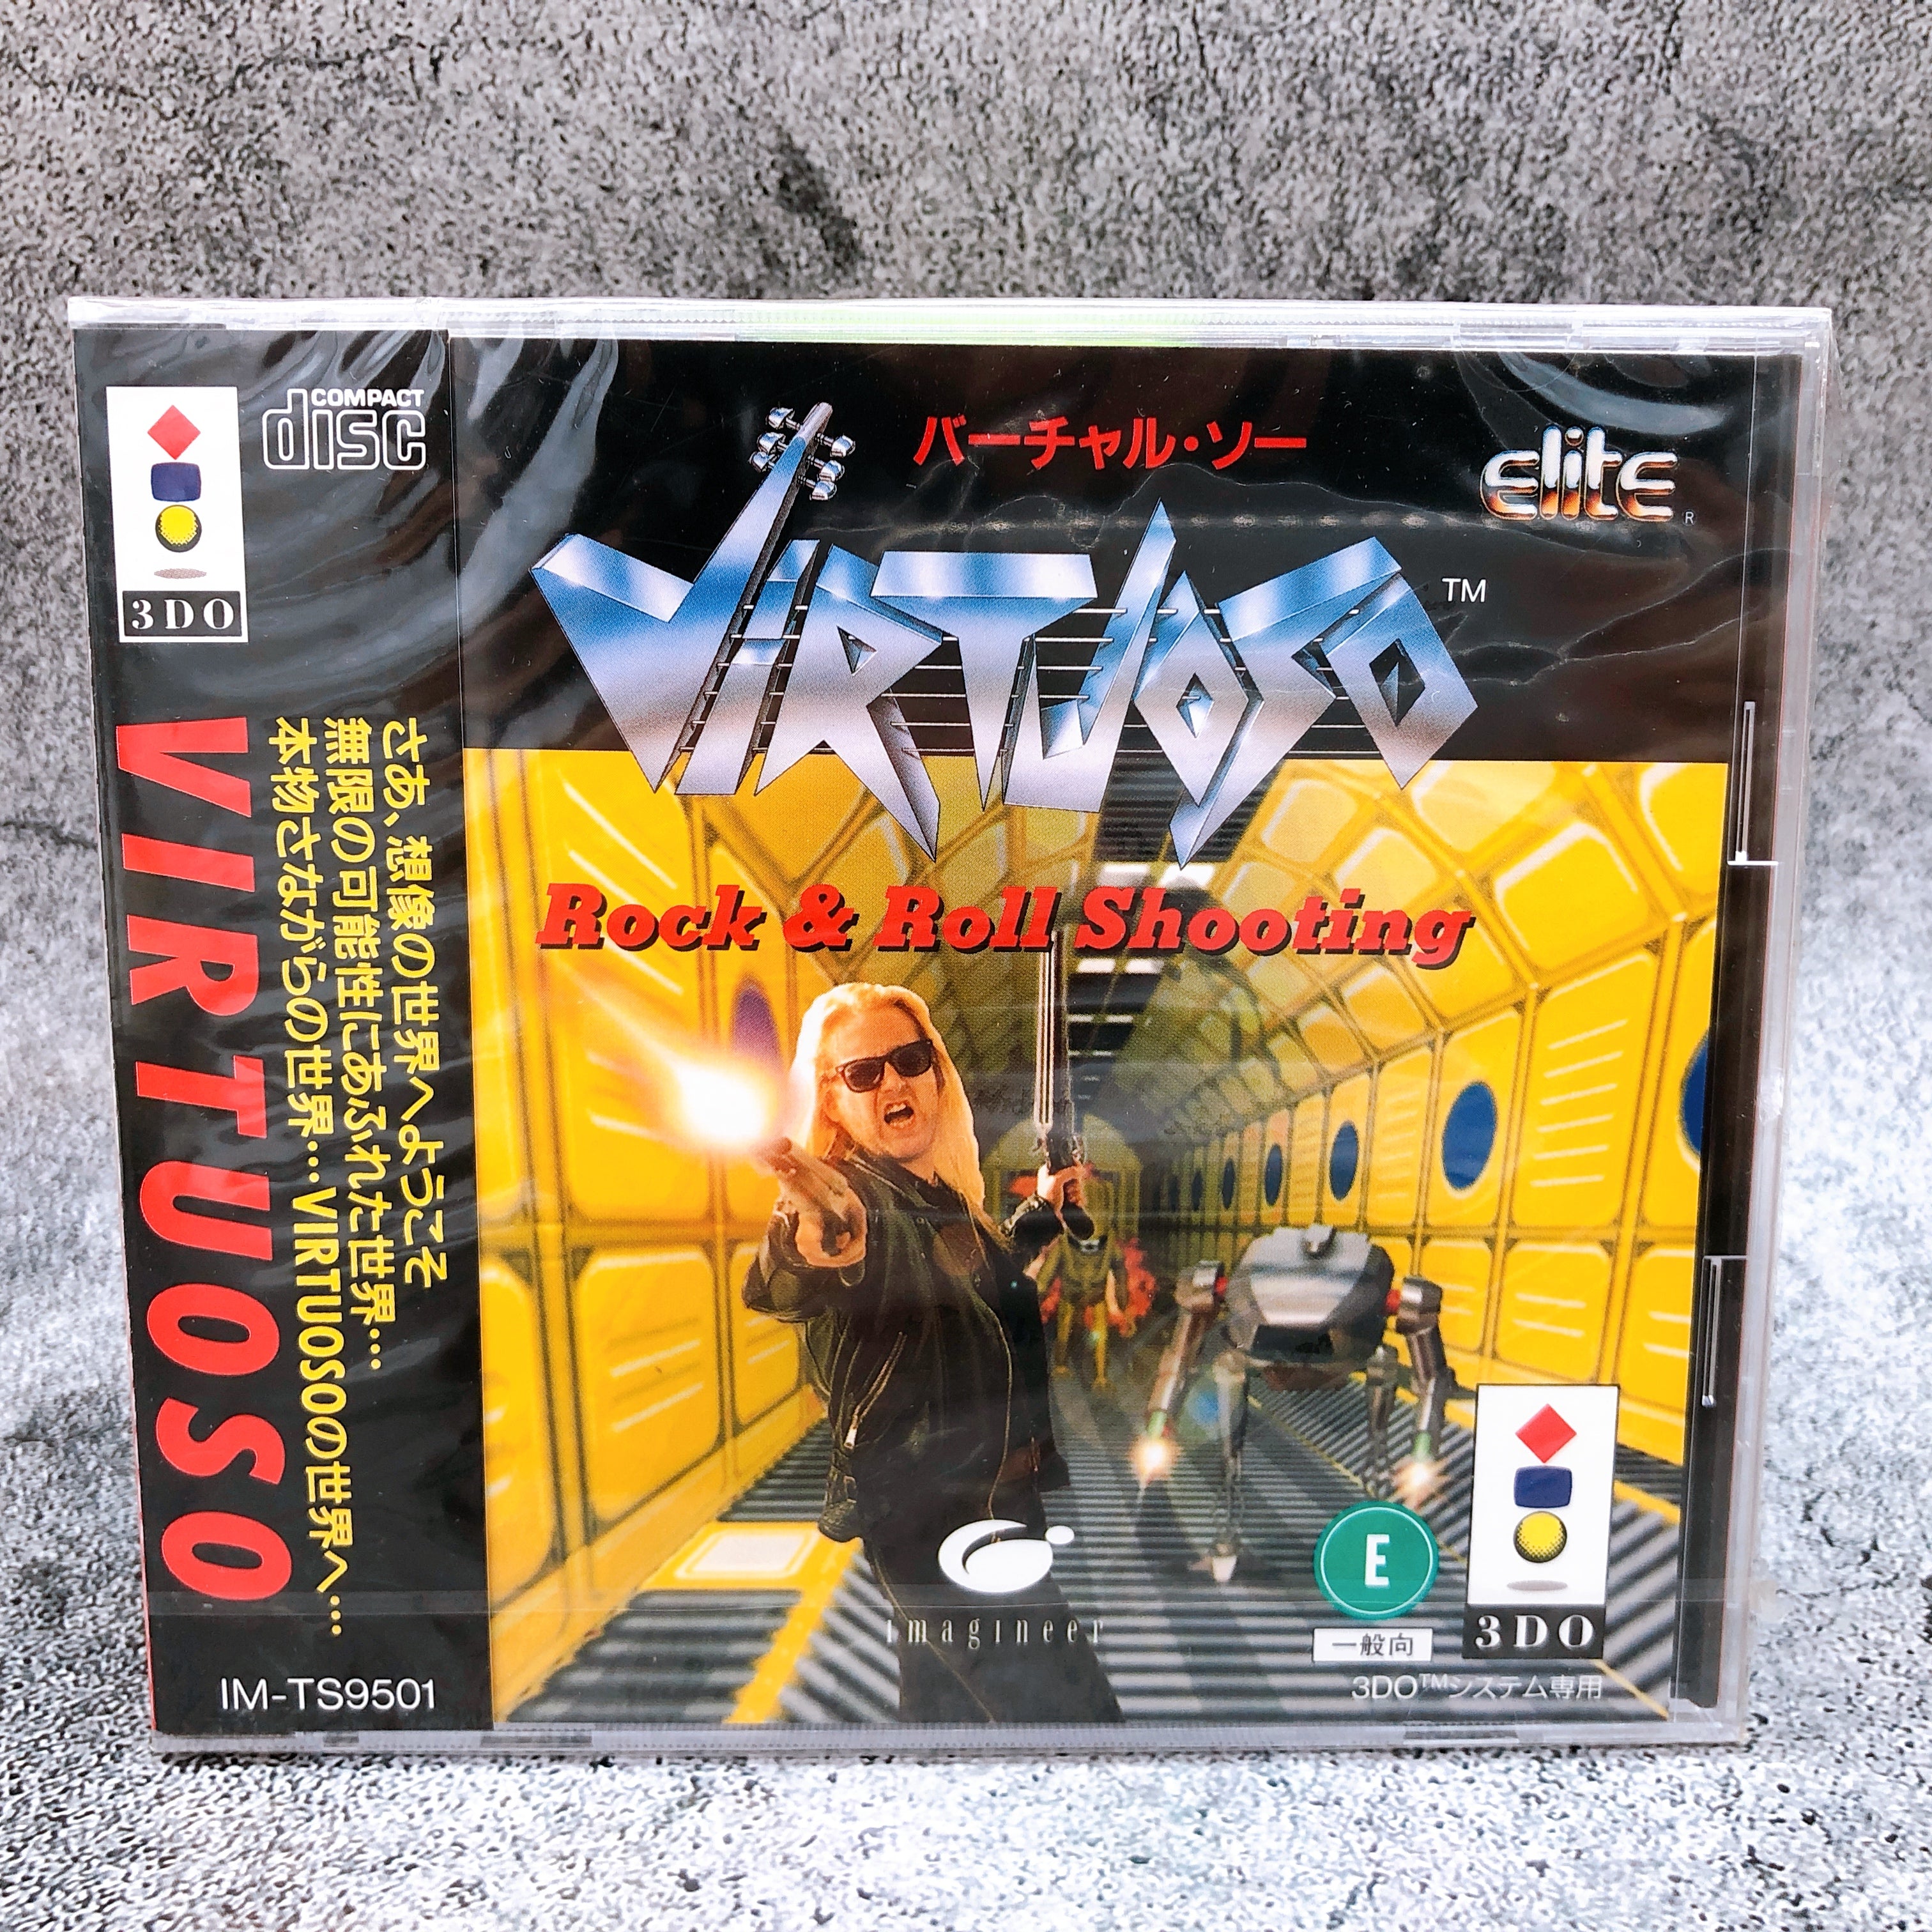 3DO
COMPACT
disc
VIRTUOSO
さあ、想像の世界へようこそ
無限の可能性にあふれた世界…
本物さながらの世界…VIRTUOSOの世界へ…
IM-TS9501
バーチャル・ソー
elite
R
VIRTUOSO
TM
Rock & Roll Shooting
imagineer
E
一般向
3DO
3DO™システム専用